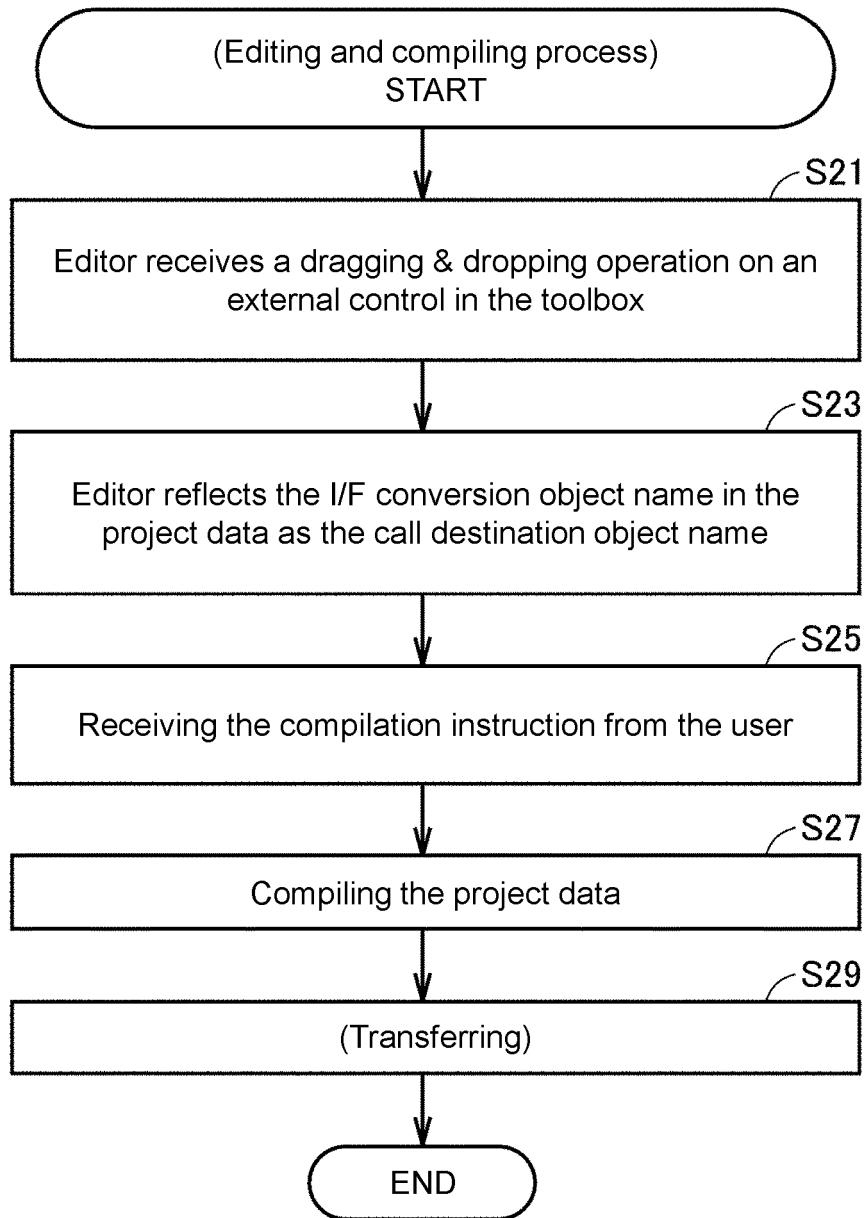 (Editing and compiling process)
START
S21
Editor receives a dragging & dropping operation on an
external control in the toolbox
S23
Editor reflects the I/F conversion object name in the
project data as the call destination object name
S25
Receiving the compilation instruction from the user
S27
Compiling the project data
S29
(Transferring)
END